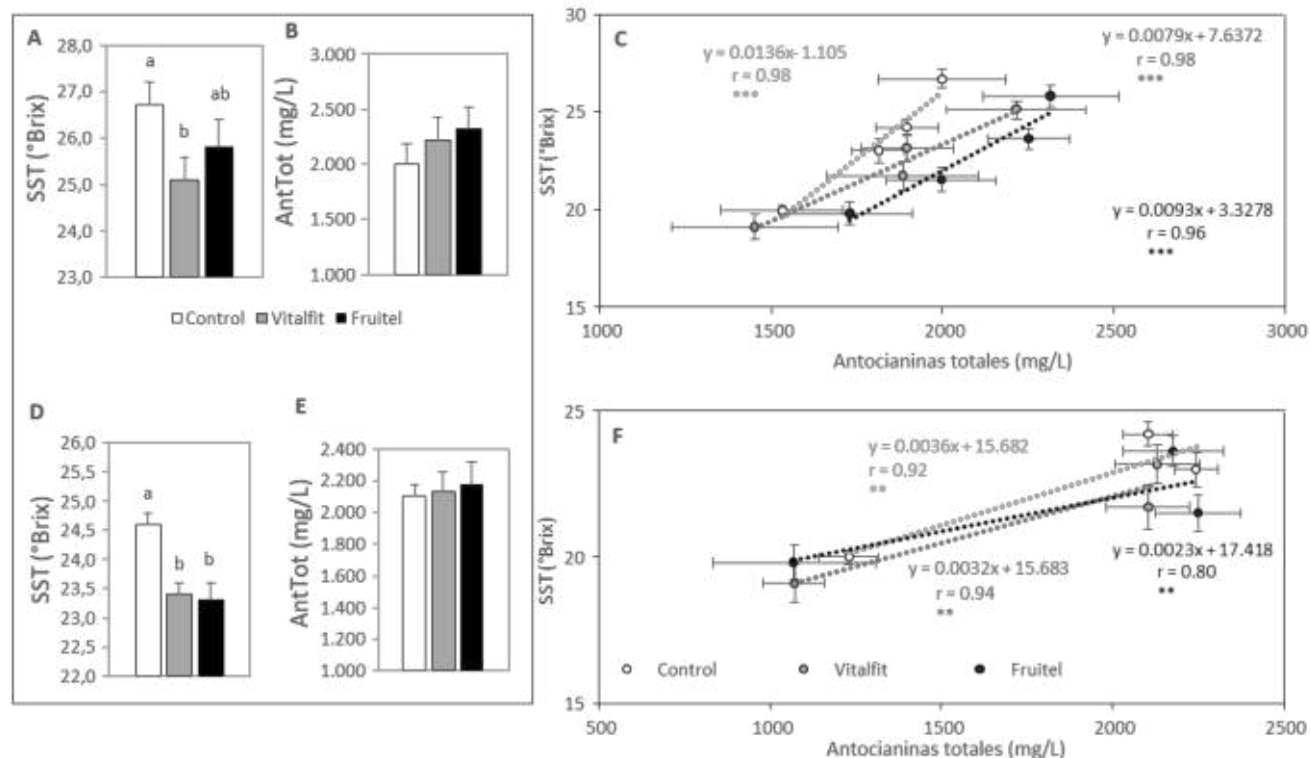 A
28,0
27,0
26,0
25,0
24,0
23,0
SST (°Brix)
a
b
ab
B
3.000
2.500
2.000
1.500
1.000
AntTot (mg/L)
Control Vitalfit Fruitel
C
30
25
20
15
SST (°Brix)
y = 0.0136x- 1.105
r = 0.98
***
y = 0.0079x + 7.6372
r = 0.98
***
y = 0.0093x + 3.3278
r = 0.96
***
1000 1500 2000 2500 3000
Antocianinas totales (mg/L)
D
26,0
25,5
25,0
24,5
24,0
23,5
23,0
22,5
22,0
SST (°Brix)
a
b
b
E
2.400
2.200
2.000
1.800
1.600
1.400
1.200
1.000
AntTot (mg/L)
F
25
20
15
SST (°Brix)
y = 0.0036x + 15.682
r = 0.92
**
y = 0.0032x + 15.683
r = 0.94
**
y = 0.0023x + 17.418
r = 0.80
**
Control Vitalfit Fruitel
500 1000 1500 2000 2500
Antocianinas totales (mg/L)